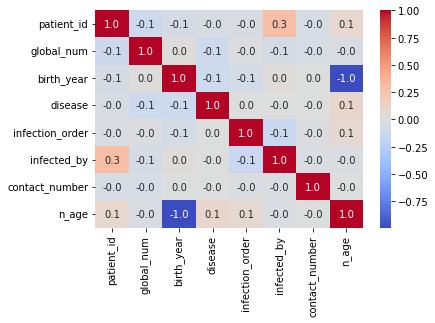 patient_id 1.0 -0.1 -0.1 -0.0 -0.0 0.3 -0.0 0.1
global_num -0.1 1.0 0.0 -0.1 -0.0 -0.1 -0.0 -0.0
birth_year -0.1 0.0 1.0 -0.1 -0.1 0.0 0.0 -1.0
disease -0.0 -0.1 -0.1 1.0 0.0 -0.0 -0.0 0.1
infection_order -0.0 -0.0 -0.1 0.0 1.0 -0.1 -0.0 0.1
infected_by 0.3 -0.1 0.0 -0.0 -0.1 1.0 -0.0 -0.0
contact_number -0.0 -0.0 0.0 -0.0 -0.0 -0.0 1.0 -0.0
n_age 0.1 -0.0 -1.0 0.1 0.1 -0.0 -0.0 1.0
patient_id
global_num
birth_year
disease
infection_order
infected_by
contact_number
n_age
1.00
0.75
0.50
0.25
0.00
-0.25
-0.50
-0.75